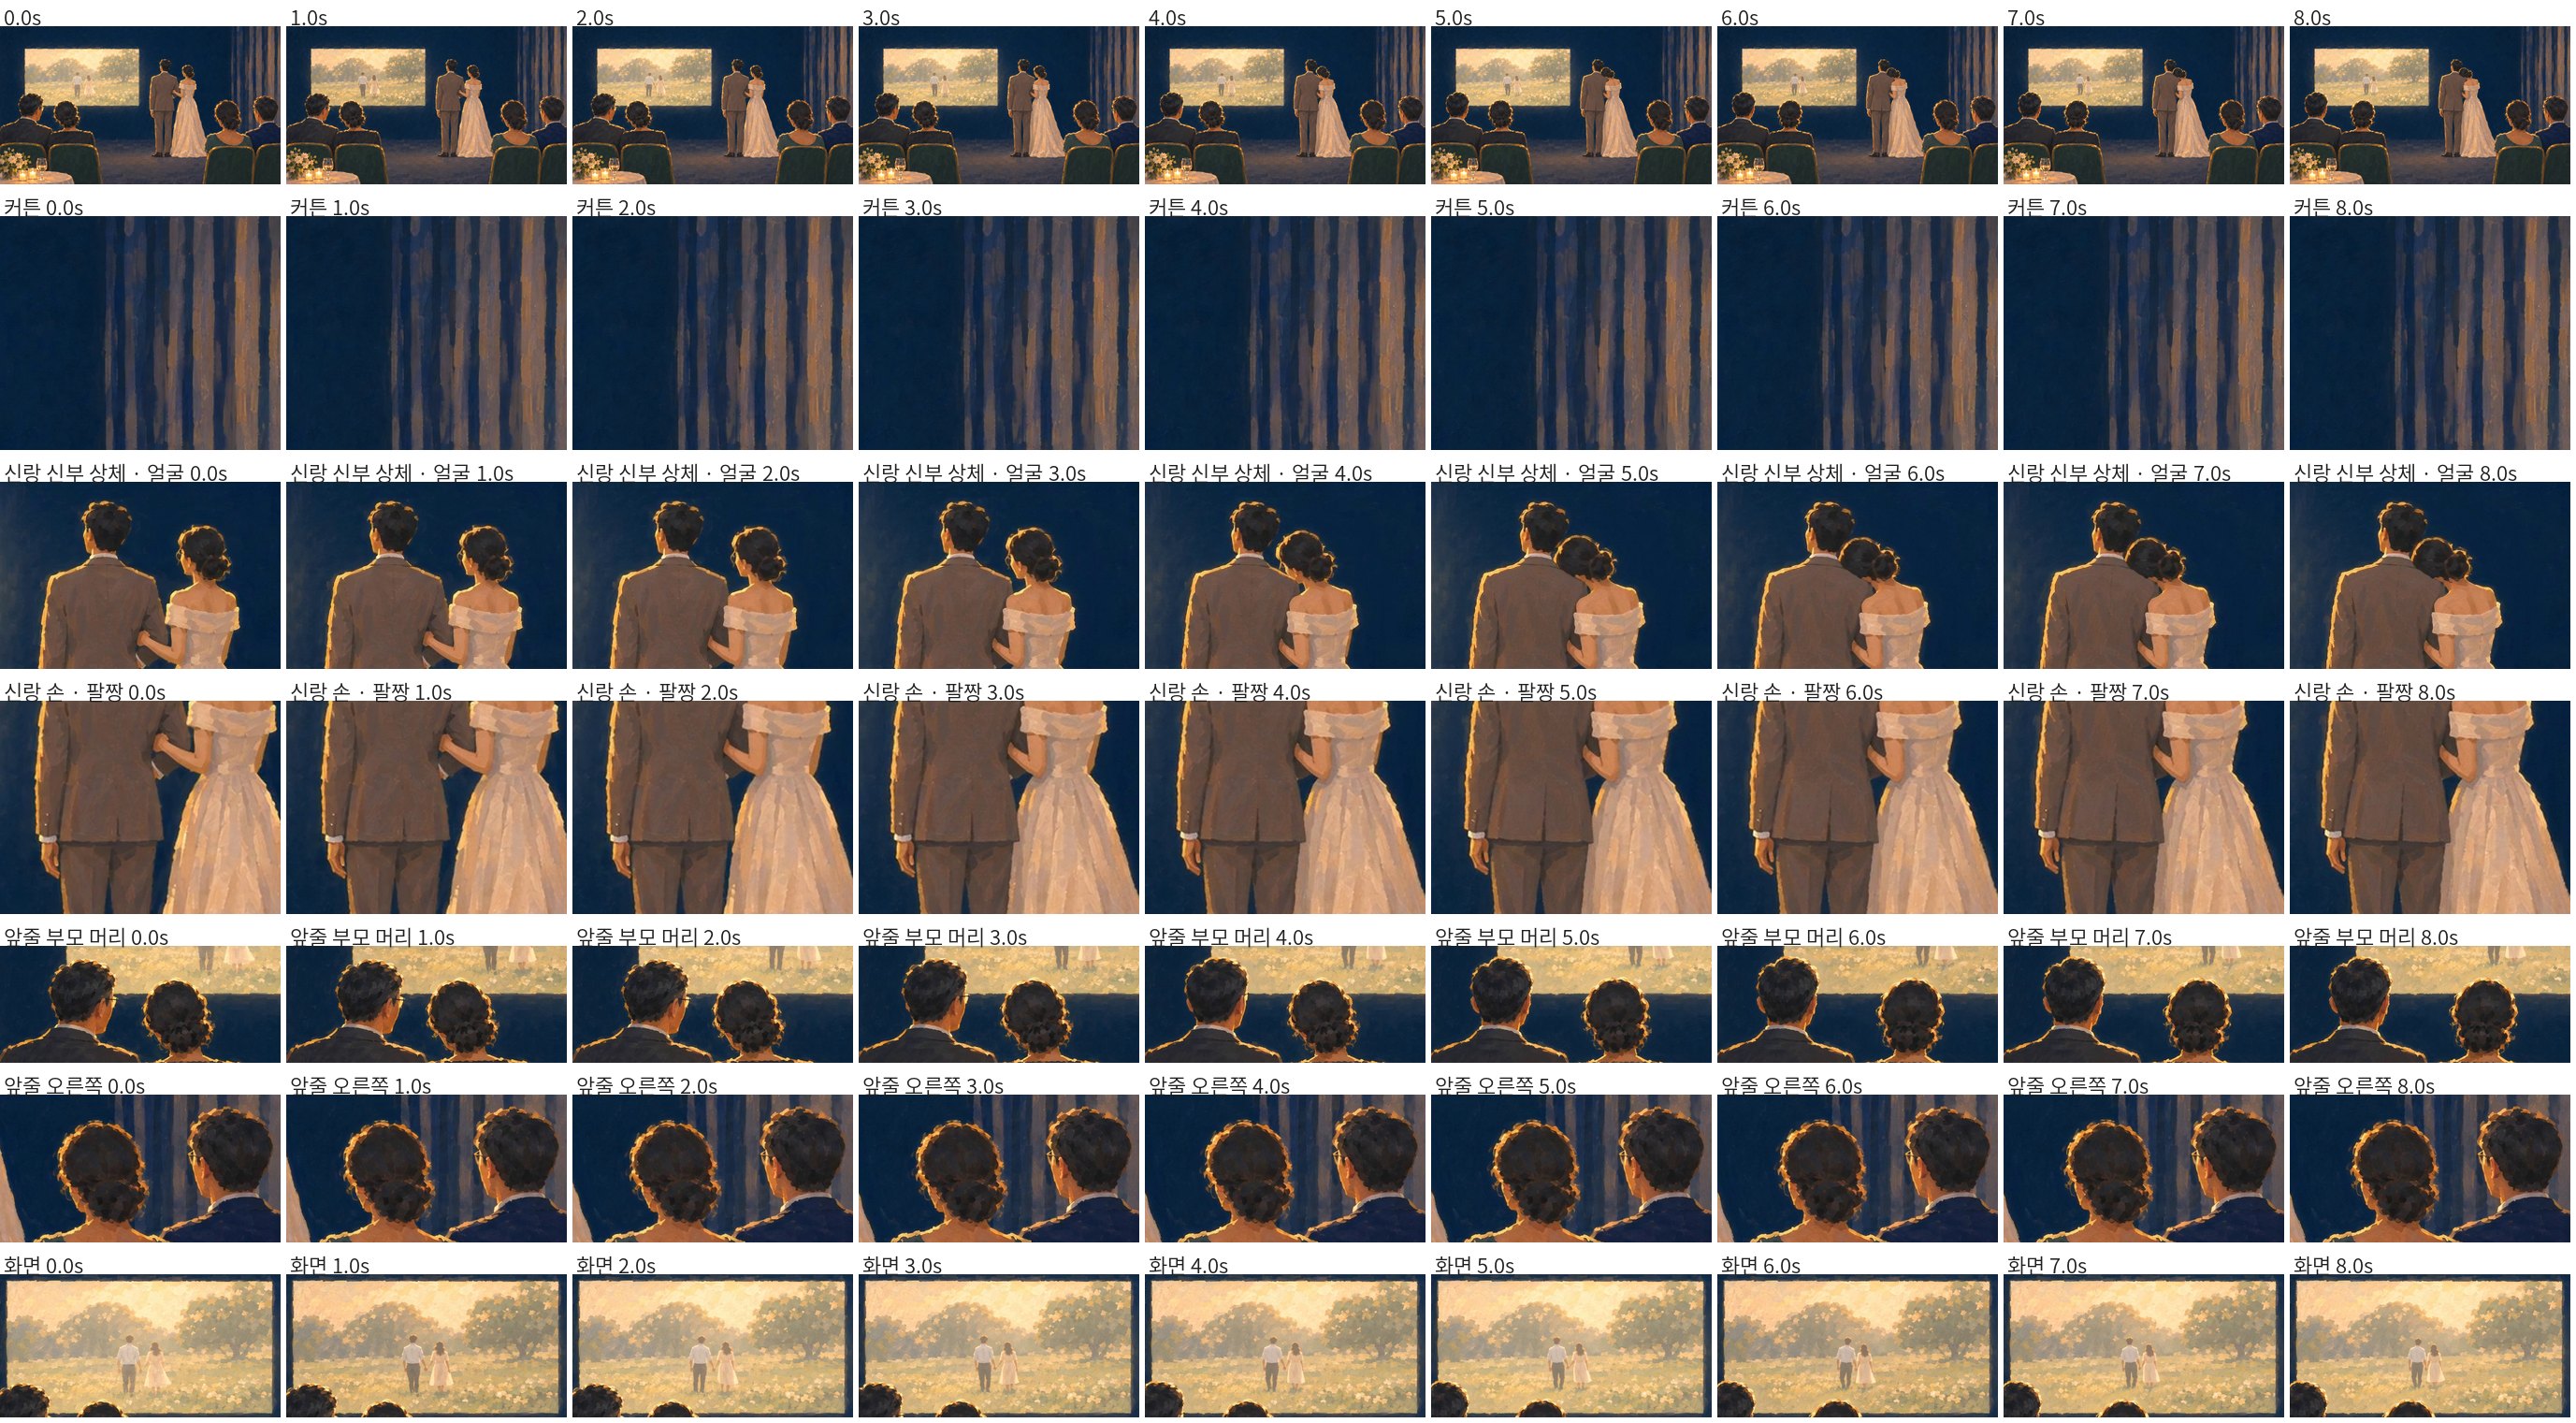 0.0s 1.0s 2.0s 3.0s 4.0s 5.0s 6.0s 7.0s 8.0s
커튼 0.0s 커튼 1.0s 커튼 2.0s 커튼 3.0s 커튼 4.0s 커튼 5.0s 커튼 6.0s 커튼 7.0s 커튼 8.0s
신랑 신부 상체 · 얼굴 0.0s 신랑 신부 상체 · 얼굴 1.0s 신랑 신부 상체 · 얼굴 2.0s 신랑 신부 상체 · 얼굴 3.0s 신랑 신부 상체 · 얼굴 4.0s 신랑 신부 상체 · 얼굴 5.0s 신랑 신부 상체 · 얼굴 6.0s 신랑 신부 상체 · 얼굴 7.0s 신랑 신부 상체 · 얼굴 8.0s
신랑 손 · 팔짱 0.0s 신랑 손 · 팔짱 1.0s 신랑 손 · 팔짱 2.0s 신랑 손 · 팔짱 3.0s 신랑 손 · 팔짱 4.0s 신랑 손 · 팔짱 5.0s 신랑 손 · 팔짱 6.0s 신랑 손 · 팔짱 7.0s 신랑 손 · 팔짱 8.0s
앞줄 부모 머리 0.0s 앞줄 부모 머리 1.0s 앞줄 부모 머리 2.0s 앞줄 부모 머리 3.0s 앞줄 부모 머리 4.0s 앞줄 부모 머리 5.0s 앞줄 부모 머리 6.0s 앞줄 부모 머리 7.0s 앞줄 부모 머리 8.0s
앞줄 오른쪽 0.0s 앞줄 오른쪽 1.0s 앞줄 오른쪽 2.0s 앞줄 오른쪽 3.0s 앞줄 오른쪽 4.0s 앞줄 오른쪽 5.0s 앞줄 오른쪽 6.0s 앞줄 오른쪽 7.0s 앞줄 오른쪽 8.0s
화면 0.0s 화면 1.0s 화면 2.0s 화면 3.0s 화면 4.0s 화면 5.0s 화면 6.0s 화면 7.0s 화면 8.0s